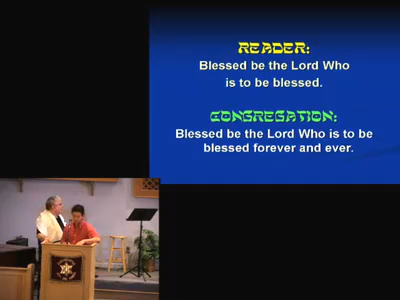 READER:
Blessed be the Lord Who
is to be blessed.
CONGREGATION:
Blessed be the Lord Who is to be
blessed forever and ever.